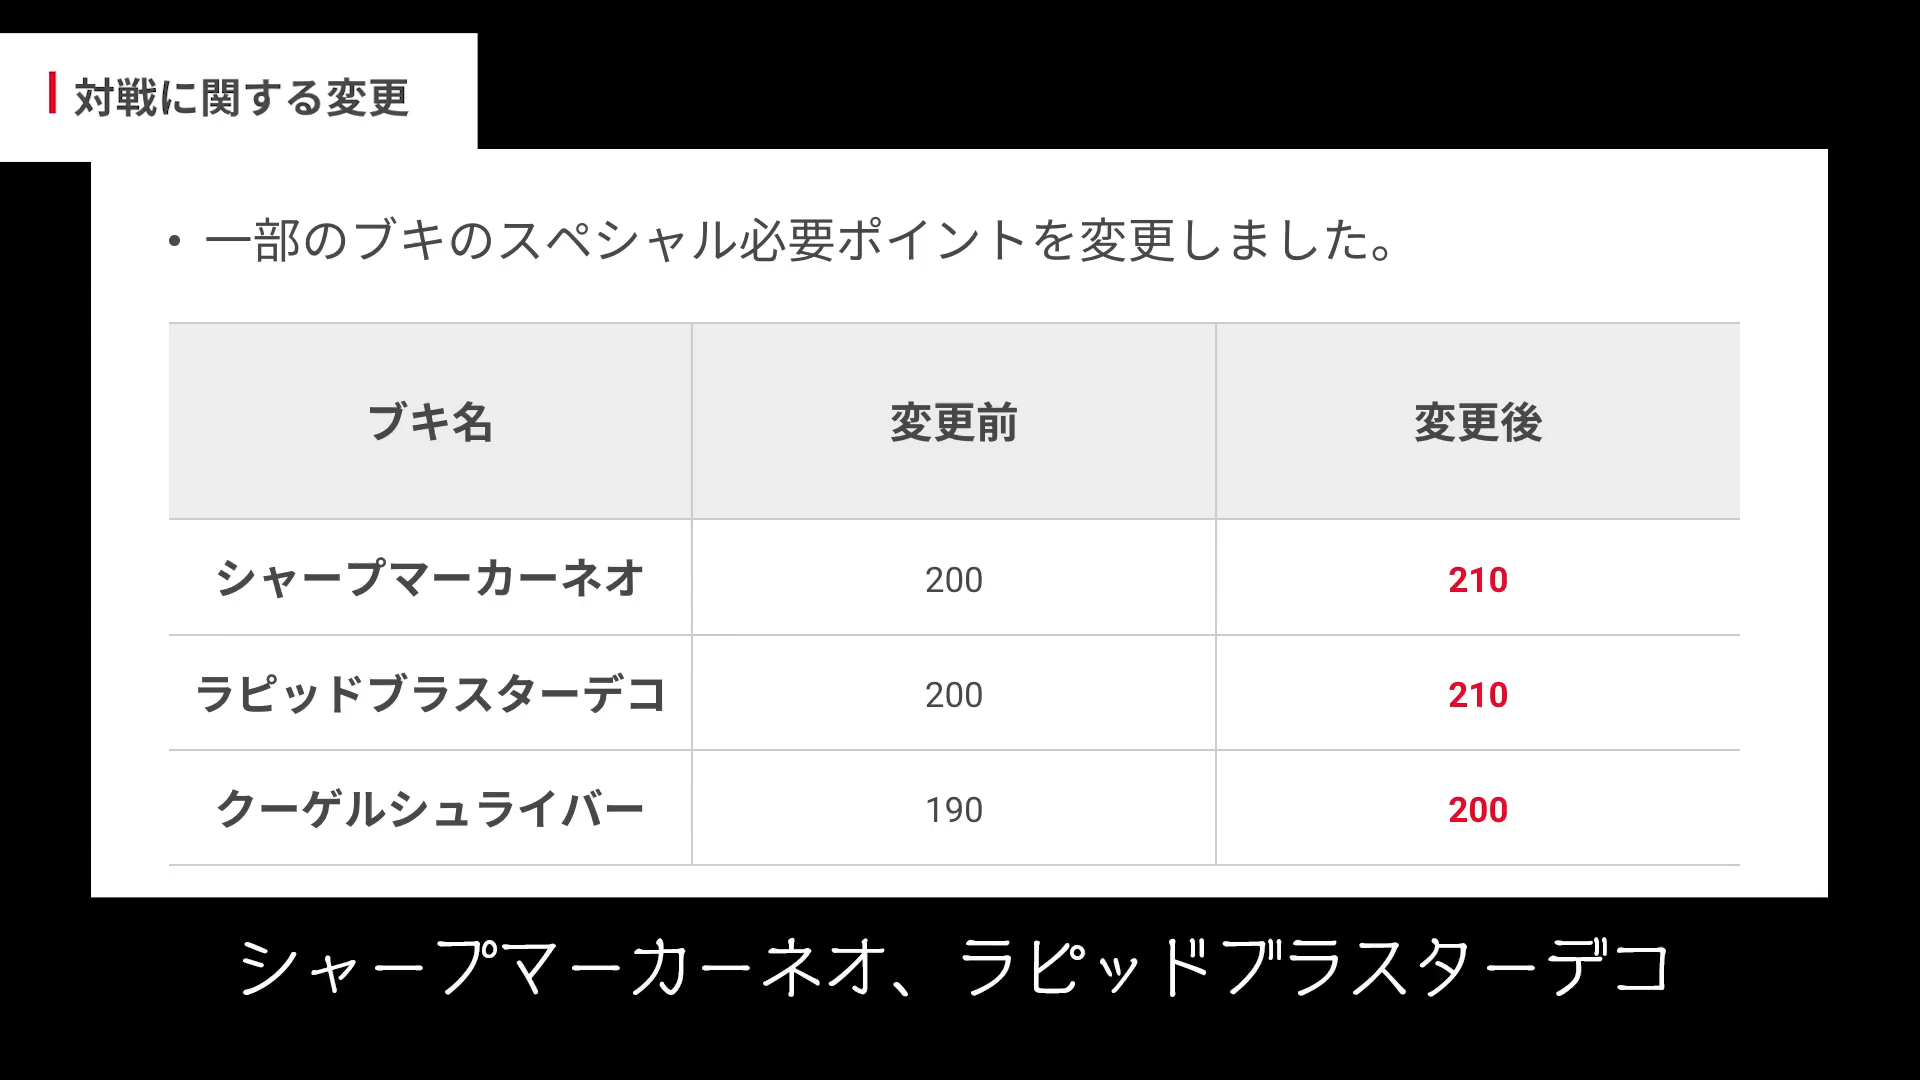 対戦に関する変更
• 一部のブキのスペシャル必要ポイントを変更しました。
ブキ名 変更前 変更後
シャープマーカーネオ 200 210
ラピッドブラスターデコ 200 210
クーゲルシュライバー 190 200
シャープマーカーネオ、ラピッドブラスターデコ